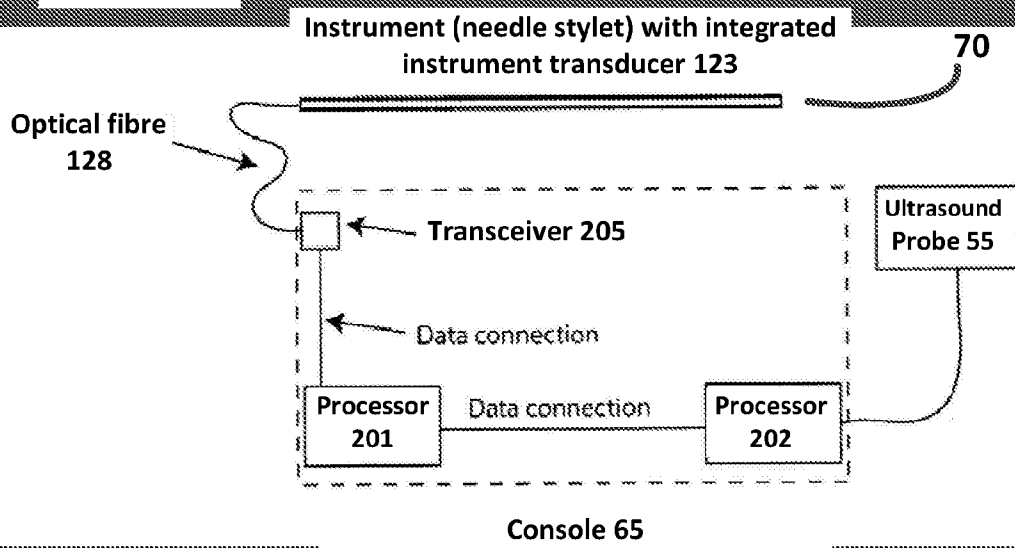 Instrument (needle stylet) with integrated
instrument transducer 123
70
Optical fibre
128
Transceiver 205
Ultrasound
Probe 55
Data connection
Processor
201
Data connection
Processor
202
Console 65